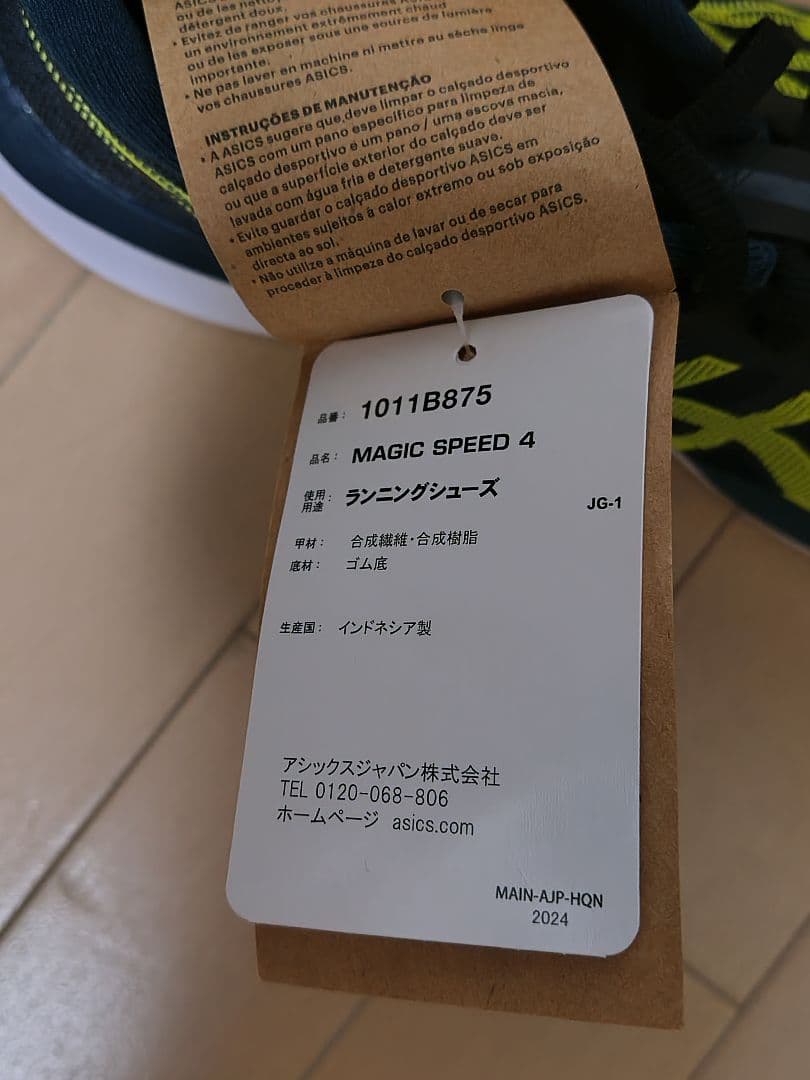 ou de les
détergent doux.
• Evitez de ranger vos chaussures
un environnement extrêmement chaud
ou de les exposer sous une source de lumière
importante.
• Ne pas laver en machine ni mettre au sèche linge
vos chaussures ASICS.
INSTRUÇÕES DE MANUTENÇÃO
• A ASICS sugere que deve limpar o calçado desportivo
ASICS com um pano específico para limpeza de
calçado desportivo e um pano / uma escova macia,
ou que a superfície exterior do calçado deve ser
lavada com água fria e detergente suava.
• Evite guardar o calçado desportivo ASICS em
ambientes sujeitos à calor extremo ou sob exposição
directa ao sol.
• Não utilize a máquina de lavar ou de secar para
proceder à limpeza do calçado desportivo ASICS.
品番： 1011B875
品名： MAGIC SPEED 4
使用用途： ランニングシューズ
JG-1
甲材： 合成繊維・合成樹脂
底材： ゴム底
生産国： インドネシア製
アシックスジャパン株式会社
TEL 0120-068-806
ホームページ asics.com
MAIN-AJP-HQN
2024